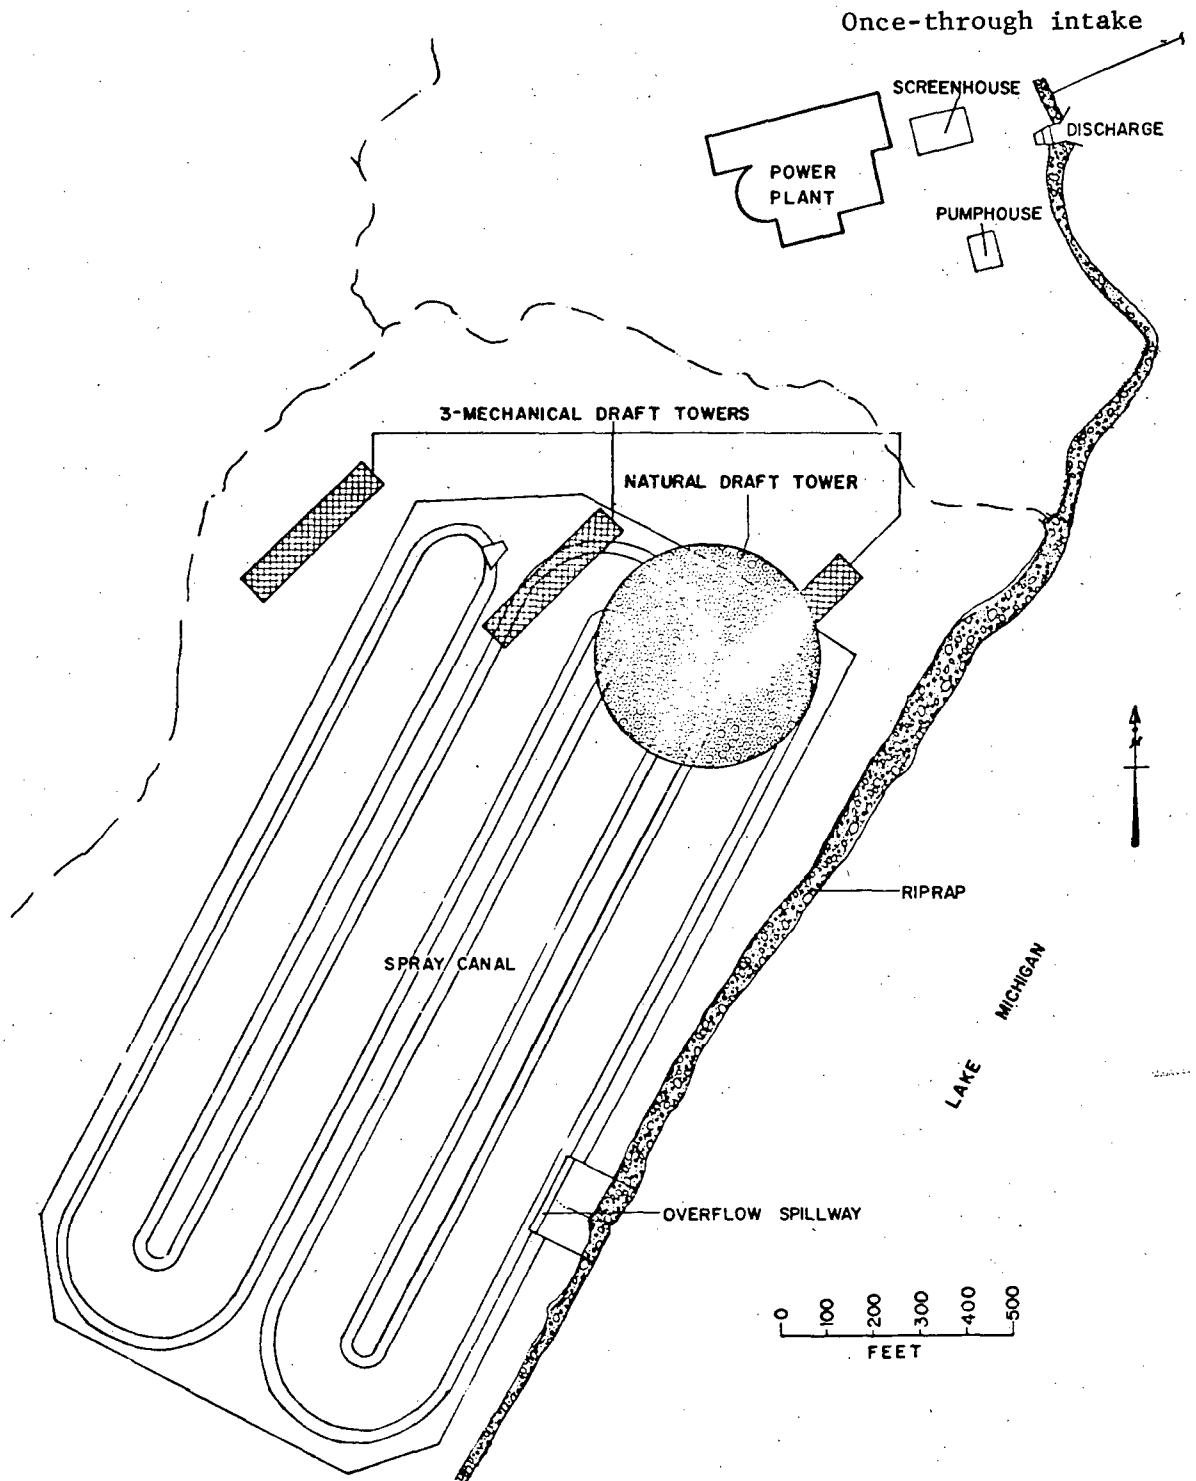 Once-through intake
SCREENHOUSE
DISCHARGE
POWER
PLANT
PUMPHOUSE
3-MECHANICAL DRAFT TOWERS
NATURAL DRAFT TOWER
N
RIPRAP
SPRAY CANAL
LAKE MICHIGAN
OVERFLOW SPILLWAY
0 100 200 300 400 500
FEET